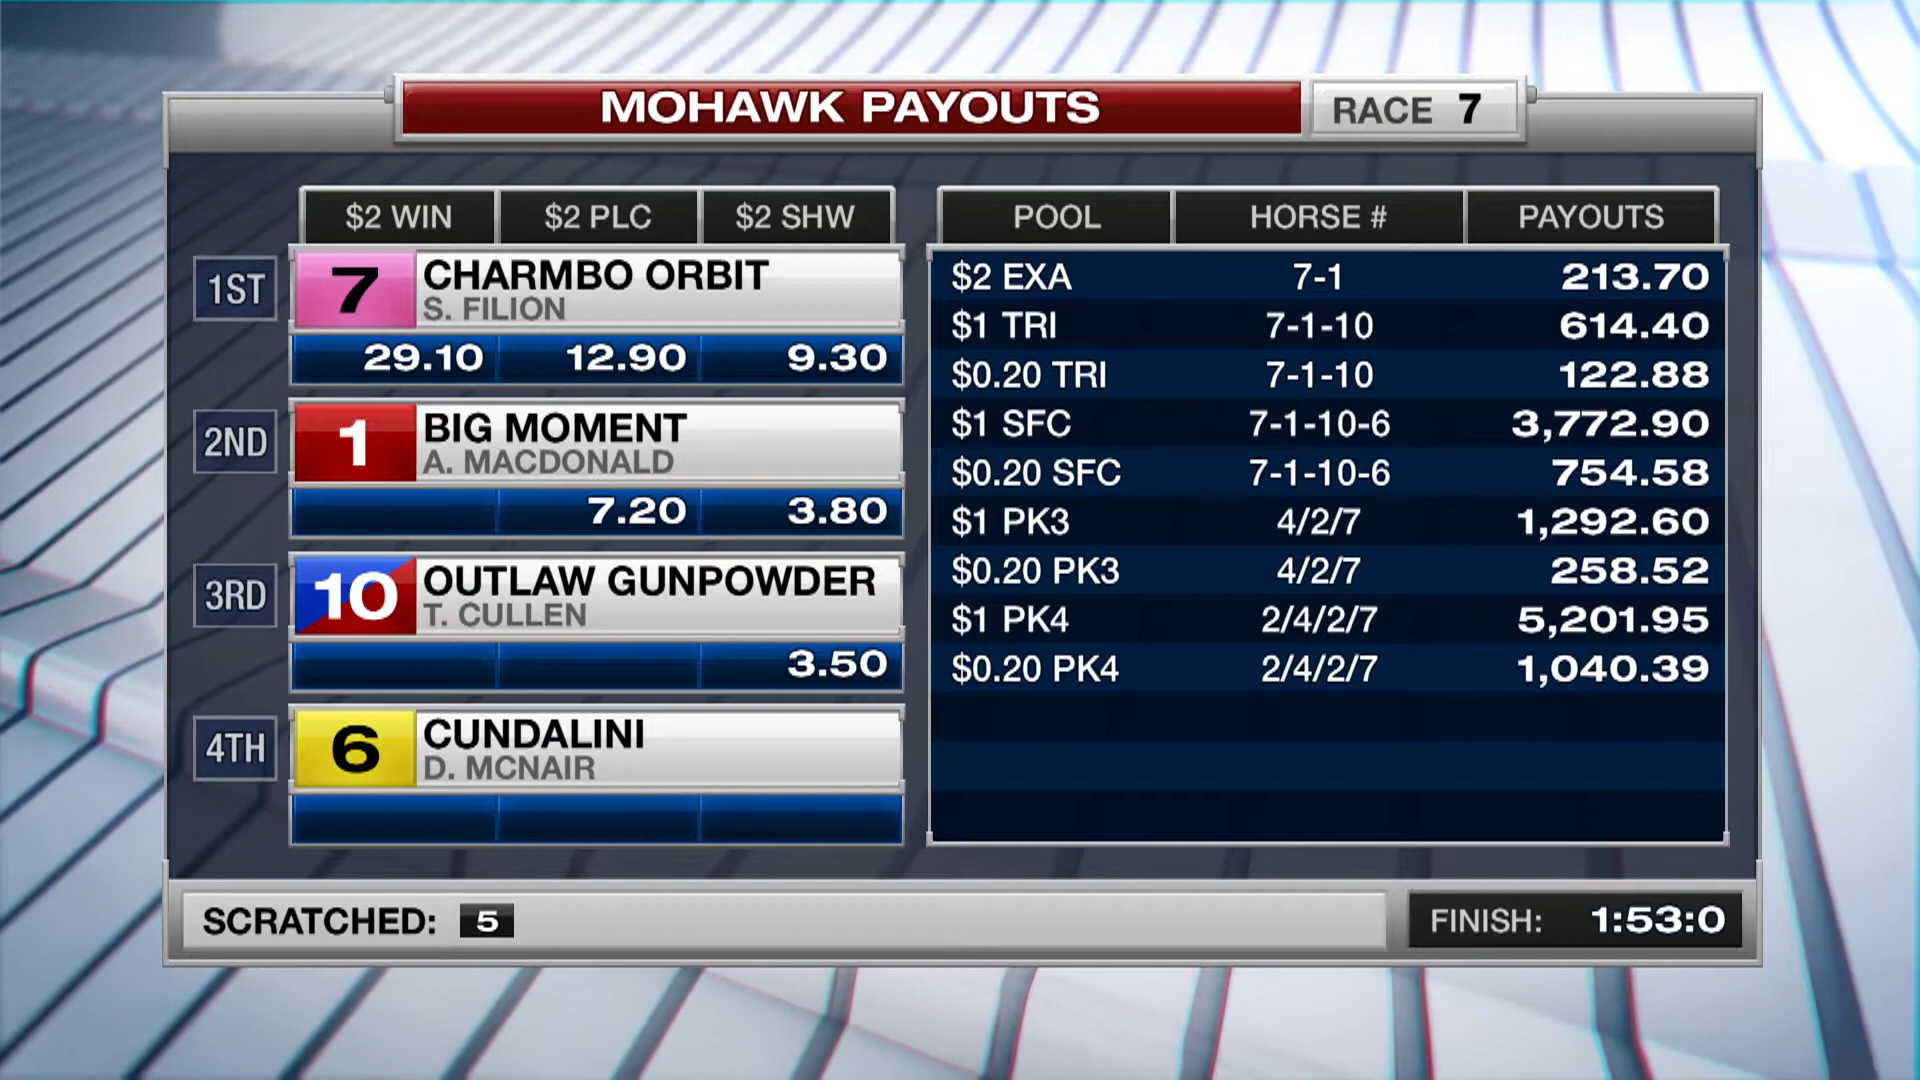 MOHAWK PAYOUTS
RACE 7
$2 WIN $2 PLC $2 SHW
1ST 7 CHARMBO ORBIT
S. FILION
29.10 12.90 9.30
2ND 1 BIG MOMENT
A. MACDONALD
7.20 3.80
3RD 10 OUTLAW GUNPOWDER
T. CULLEN
3.50
4TH 6 CUNDALINI
D. MCNAIR
POOL HORSE # PAYOUTS
$2 EXA 7-1 213.70
$1 TRI 7-1-10 614.40
$0.20 TRI 7-1-10 122.88
$1 SFC 7-1-10-6 3,772.90
$0.20 SFC 7-1-10-6 754.58
$1 PK3 4/2/7 1,292.60
$0.20 PK3 4/2/7 258.52
$1 PK4 2/4/2/7 5,201.95
$0.20 PK4 2/4/2/7 1,040.39
SCRATCHED: 5
FINISH: 1:53:0